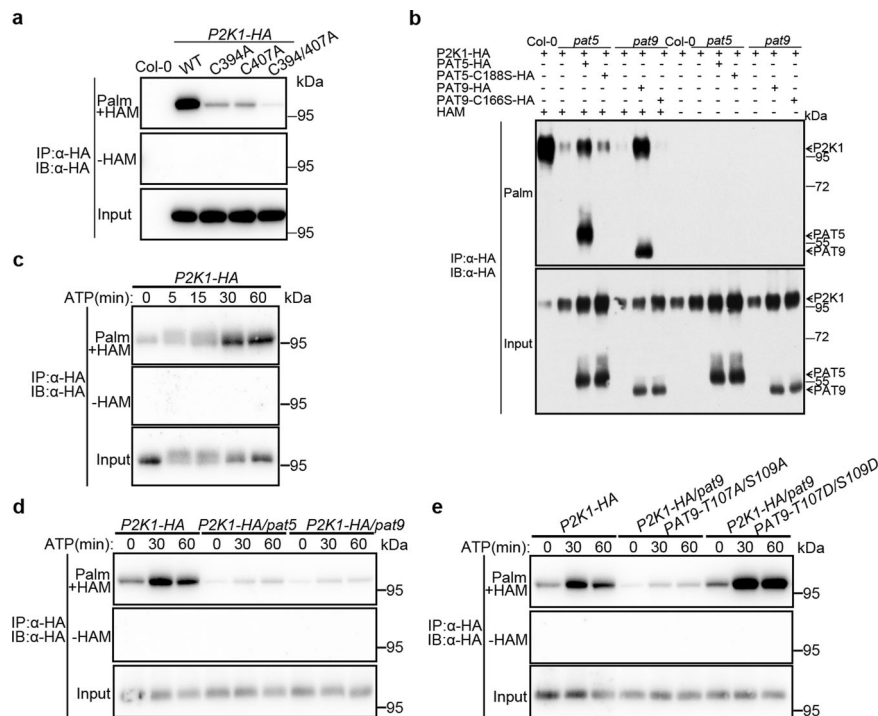 a
P2K1-HA
Col-0 WT C394A C407A C394/407A
kDa
Palm
+HAM
95
IP:α-HA
IB:α-HA
-HAM
95
Input
95
b
Col-0 pat5 pat9 Col-0 pat5 pat9
P2K1-HA + + + + + + + + + + + + + +
PAT5-HA + +
PAT5-C188S-HA + +
PAT9-HA + +
PAT9-C166S-HA + +
HAM + + + + + + + - - - - - - -
kDa
Palm
P2K1
95
72
PAT5
55
PAT9
IP:α-HA
IB:α-HA
Input
P2K1
95
72
PAT5
55
PAT9
c
P2K1-HA
ATP(min): 0 5 15 30 60 kDa
Palm
+HAM
95
IP:α-HA
IB:α-HA
-HAM
95
Input
95
d
P2K1-HA P2K1-HA/pat5 P2K1-HA/pat9
ATP(min): 0 30 60 0 30 60 0 30 60 kDa
Palm
+HAM
95
IP:α-HA
IB:α-HA
-HAM
95
Input
95
e
P2K1-HA
P2K1-HA/pat9
PAT9-T107A/S109A
P2K1-HA/pat9
PAT9-T107D/S109D
ATP(min): 0 30 60 0 30 60 0 30 60 kDa
Palm
+HAM
95
IP:α-HA
IB:α-HA
-HAM
95
Input
95